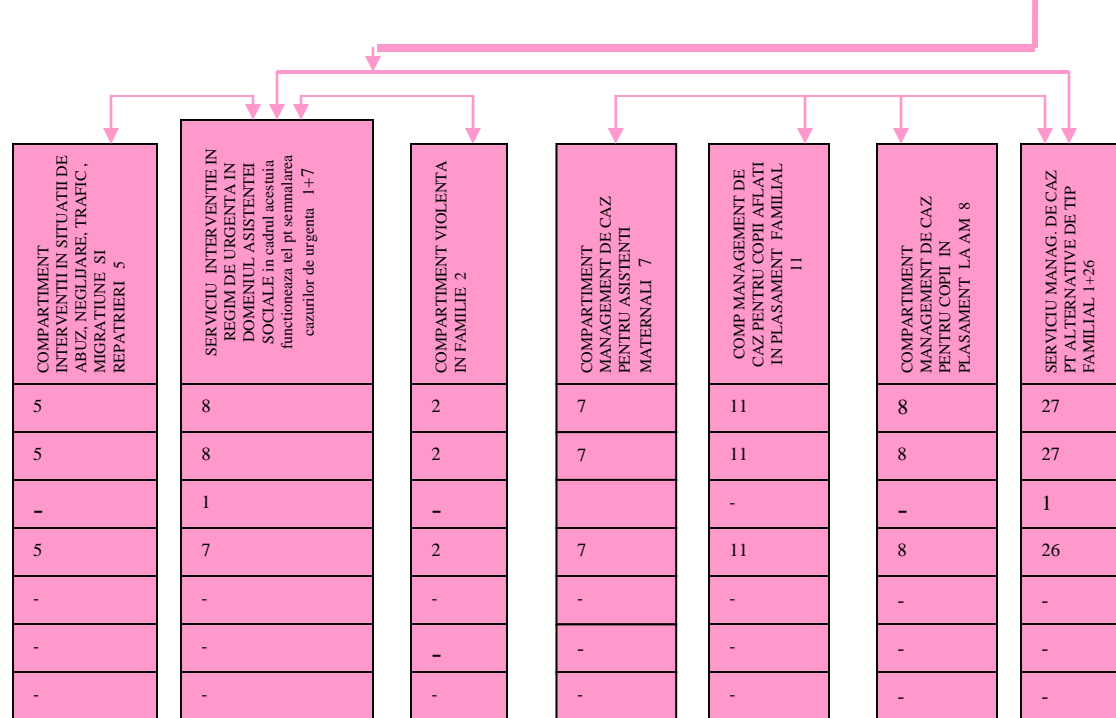 COMPARTIMENT
INTERVENTII IN SITUATII DE
ABUZ, NEGLIJARE, TRAFIC ,
MIGRATIUNE SI
REPATRIERI 5
5
5
-
5
-
-
-
SERVICIU INTERVENTIE IN
REGIM DE URGENTA IN
DOMENIUL ASISTENTEI
SOCIALE in cadrul acestuia
functioneaza tel pt semnalarea
cazurilor de urgenta 1+7
8
8
1
7
-
-
-
COMPARTIMENT VIOLENTA
IN FAMILIE 2
2
2
-
2
-
-
-
COMPARTIMENT
MANAGEMENT DE CAZ
PENTRU ASISTENTI
MATERNALI 7
7
7
7
-
-
-
COMP MANAGEMENT DE
CAZ PENTRU COPII AFLATI
IN PLASAMENT FAMILIAL
11
11
11
-
11
-
-
-
COMPARTIMENT
MANAGEMENT DE CAZ
PENTRU COPII IN
PLASAMENT LA AM 8
8
8
-
8
-
-
-
SERVICIU MANAG. DE CAZ
PT ALTERNATIVE DE TIP
FAMILIAL 1+26
27
27
1
26
-
-
-